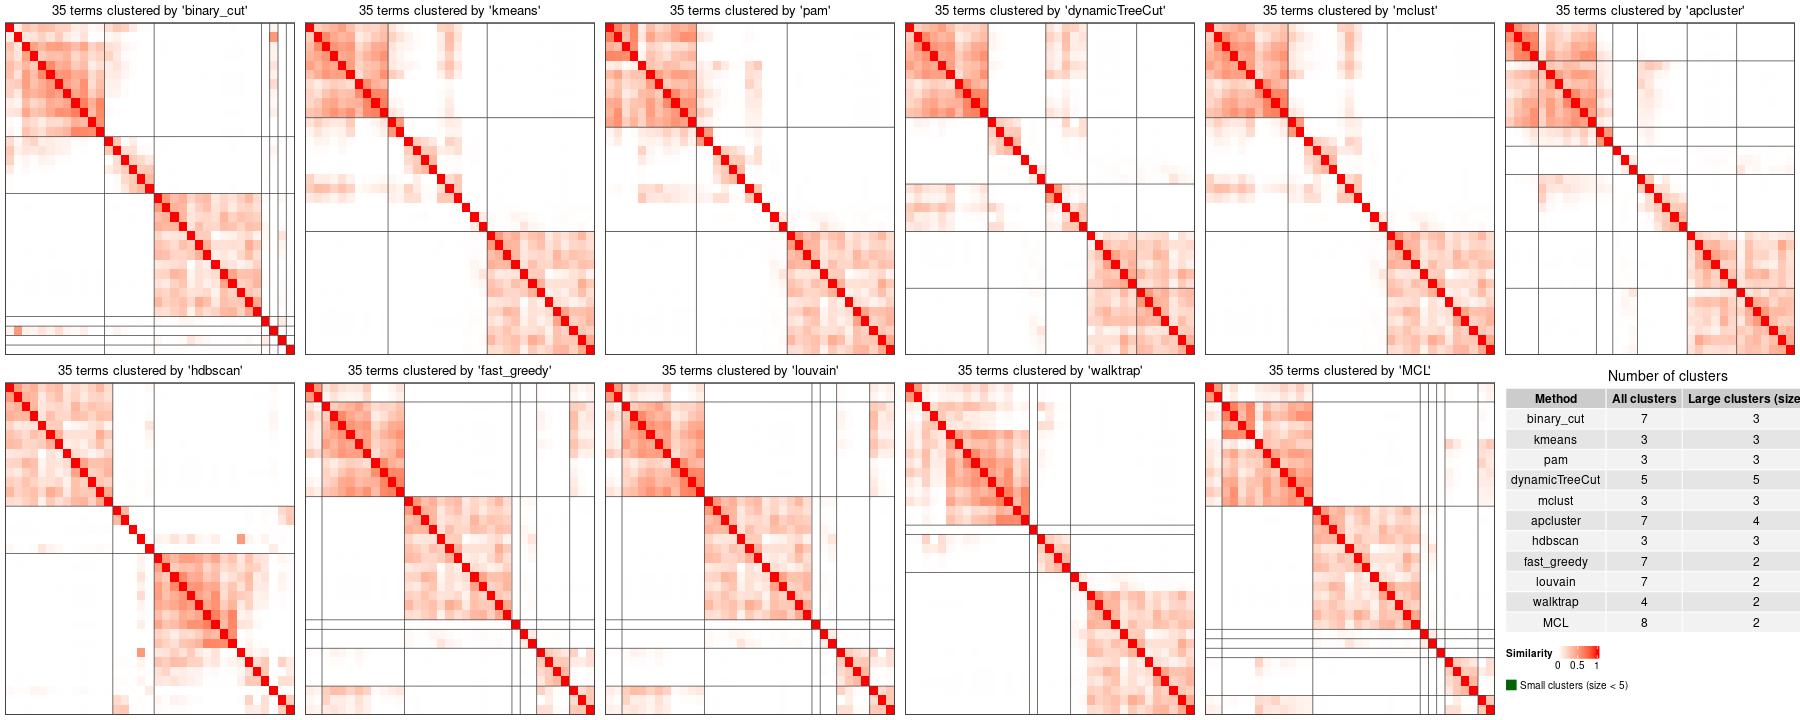 35 terms clustered by 'binary_cut'
35 terms clustered by 'kmeans'
35 terms clustered by 'pam'
35 terms clustered by 'dynamicTreeCut'
35 terms clustered by 'mclust'
35 terms clustered by 'apcluster'
35 terms clustered by 'hdbscan'
35 terms clustered by 'fast_greedy'
35 terms clustered by 'louvain'
35 terms clustered by 'walktrap'
35 terms clustered by 'MCL'
Number of clusters
Method All clusters Large clusters (size
binary_cut 7 3
kmeans 3 3
pam 3 3
dynamicTreeCut 5 5
mclust 3 3
apcluster 7 4
hdbscan 3 3
fast_greedy 7 2
louvain 7 2
walktrap 4 2
MCL 8 2
Similarity
0 0.5 1
Small clusters (size < 5)